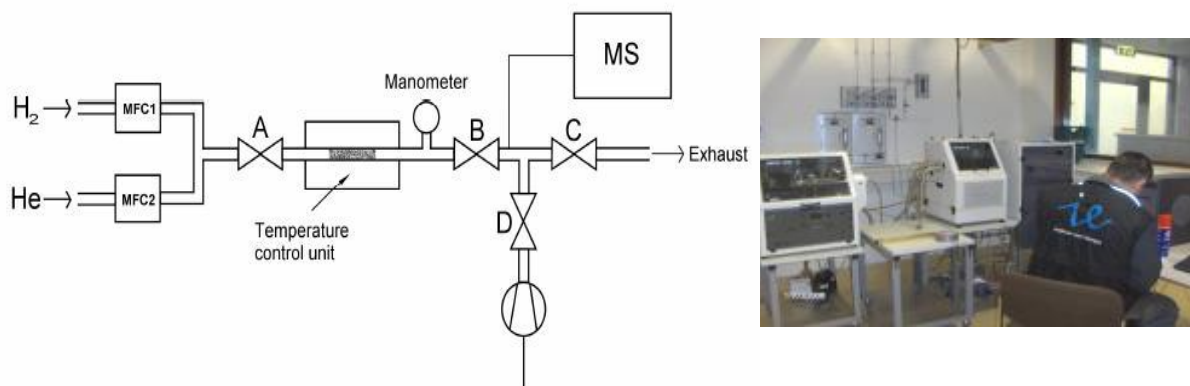 H₂
MFC1
He
MFC2
A
Temperature
control unit
Manometer
B
MS
C
Exhaust
D
ie